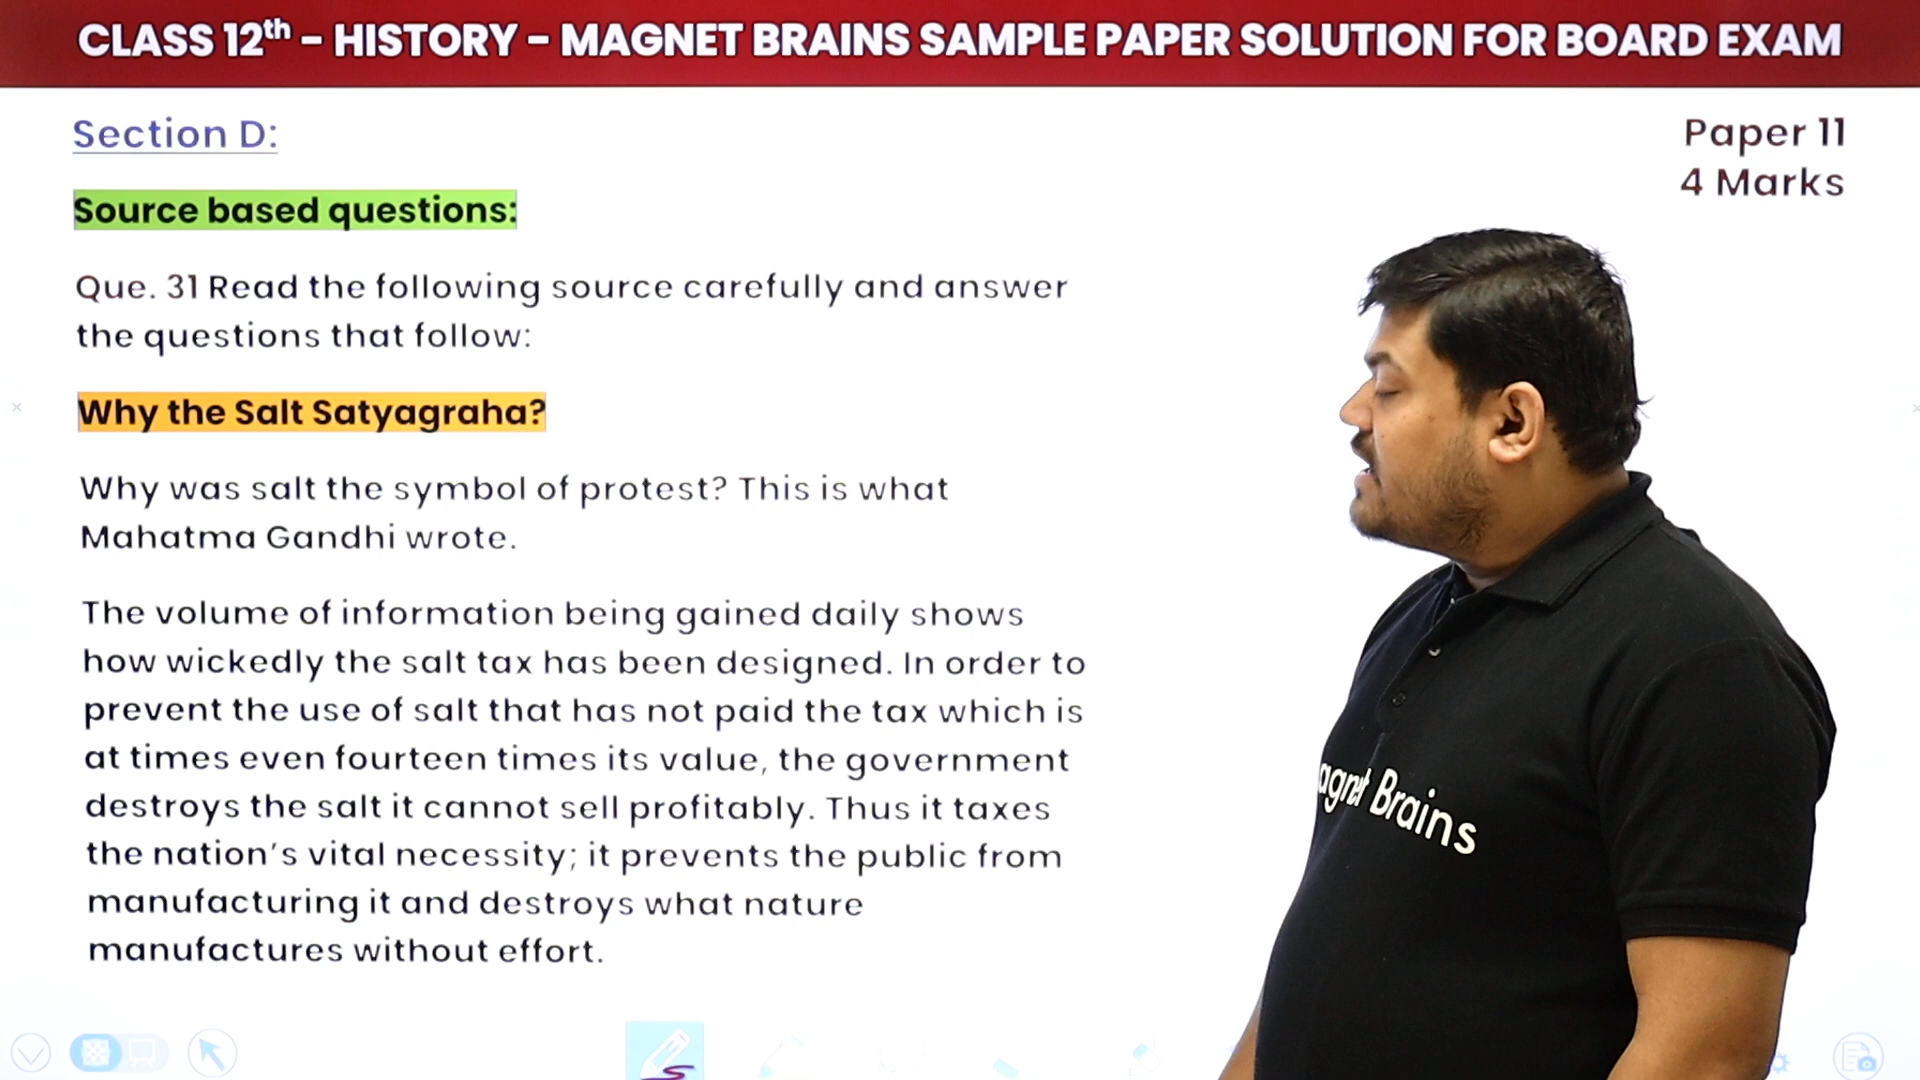 CLASS 12th - HISTORY - MAGNET BRAINS SAMPLE PAPER SOLUTION FOR BOARD EXAM
Section D:
Paper 11
4 Marks
Source based questions:
Que. 31 Read the following source carefully and answer
the questions that follow:
Why the Salt Satyagraha?
Why was salt the symbol of protest? This is what
Mahatma Gandhi wrote.
The volume of information being gained daily shows
how wickedly the salt tax has been designed. In order to
prevent the use of salt that has not paid the tax which is
at times even fourteen times its value, the government
destroys the salt it cannot sell profitably. Thus it taxes
the nation's vital necessity; it prevents the public from
manufacturing it and destroys what nature
manufactures without effort.
agnet Brains